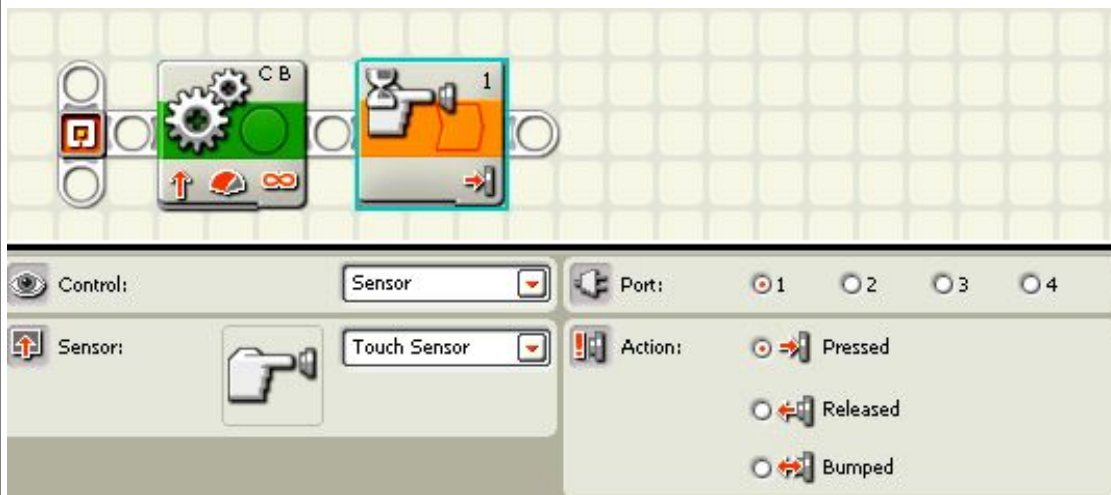 C B
1
Control:
Sensor
Port:
1
2
3
4
Sensor:
Touch Sensor
Action:
Pressed
Released
Bumped